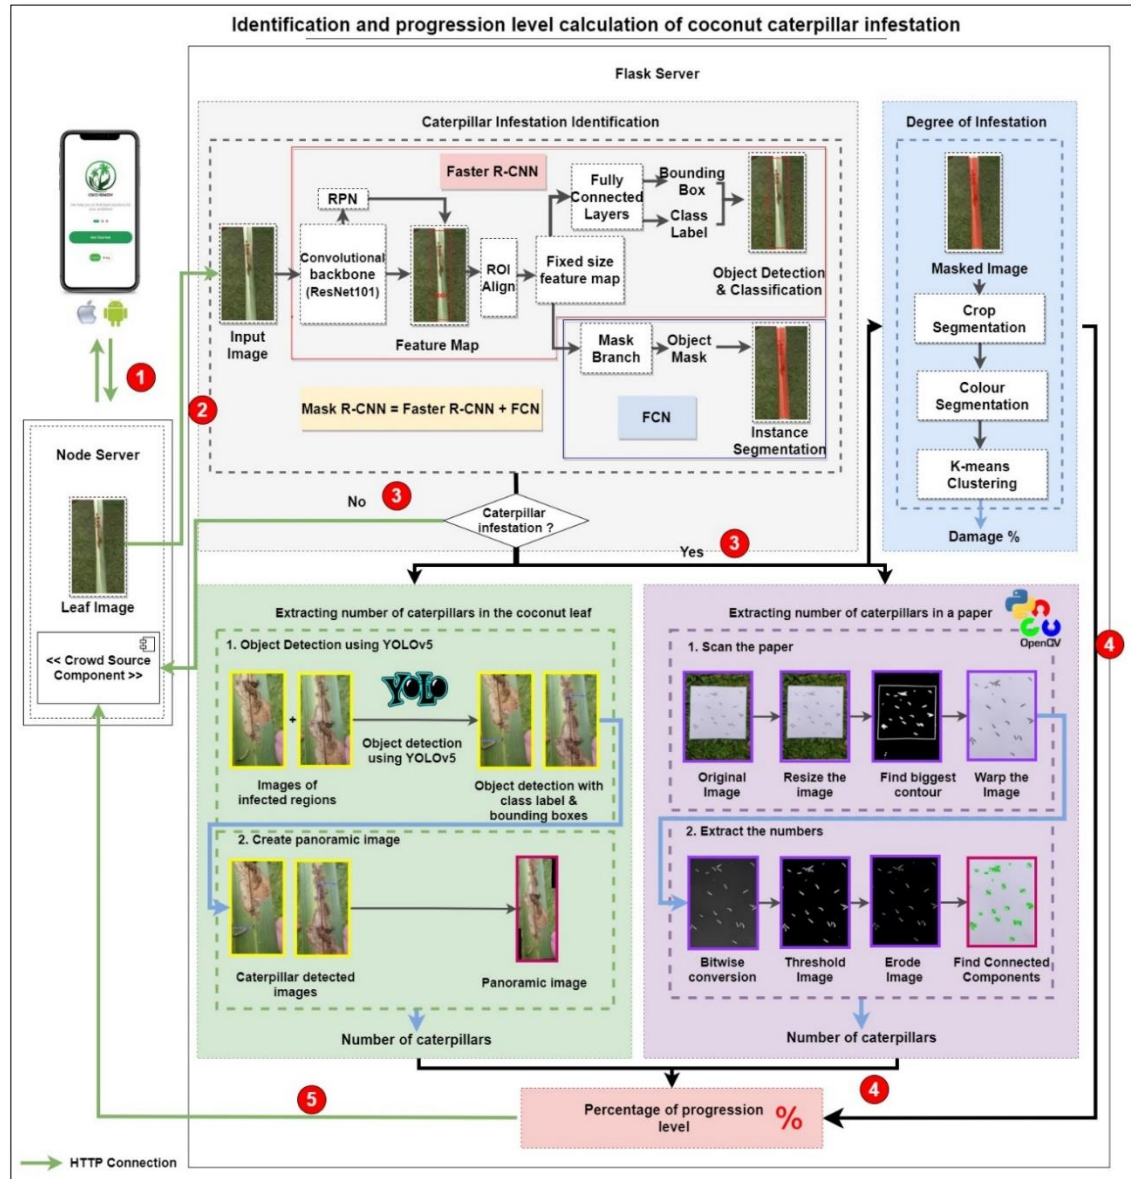 Identification and progression level calculation of coconut caterpillar infestation
Flask Server
Caterpillar Infestation Identification
Degree of Infestation
Faster R-CNN
RPN
Convolutional
backbone
(ResNet101)
Input
Image
Feature Map
ROI
Align
Fixed size
feature map
Fully
Connected
Layers
Bounding
Box
Class
Label
Object Detection
& Classification
Mask
Branch
Object
Mask
Instance
Segmentation
FCN
Mask R-CNN = Faster R-CNN + FCN
Masked Image
Crop
Segmentation
Colour
Segmentation
K-means
Clustering
Damage %
1
2
Node Server
Leaf Image
<< Crowd Source
Component >>
No
3
Caterpillar
infestation ?
Yes
3
4
Extracting number of caterpillars in the coconut leaf
1. Object Detection using YOLOv5
+
YOLO
Images of
infected regions
Object detection
using YOLOv5
Object detection with
class label &
bounding boxes
2. Create panoramic image
Caterpillar detected
images
Panoramic image
Number of caterpillars
Extracting number of caterpillars in a paper
OpenCV
1. Scan the paper
Original
Image
Resize the
image
Find biggest
contour
Warp the
Image
2. Extract the numbers
Bitwise
conversion
Threshold
Image
Erode
Image
Find Connected
Components
Number of caterpillars
5
4
Percentage of progression
level
%
HTTP Connection